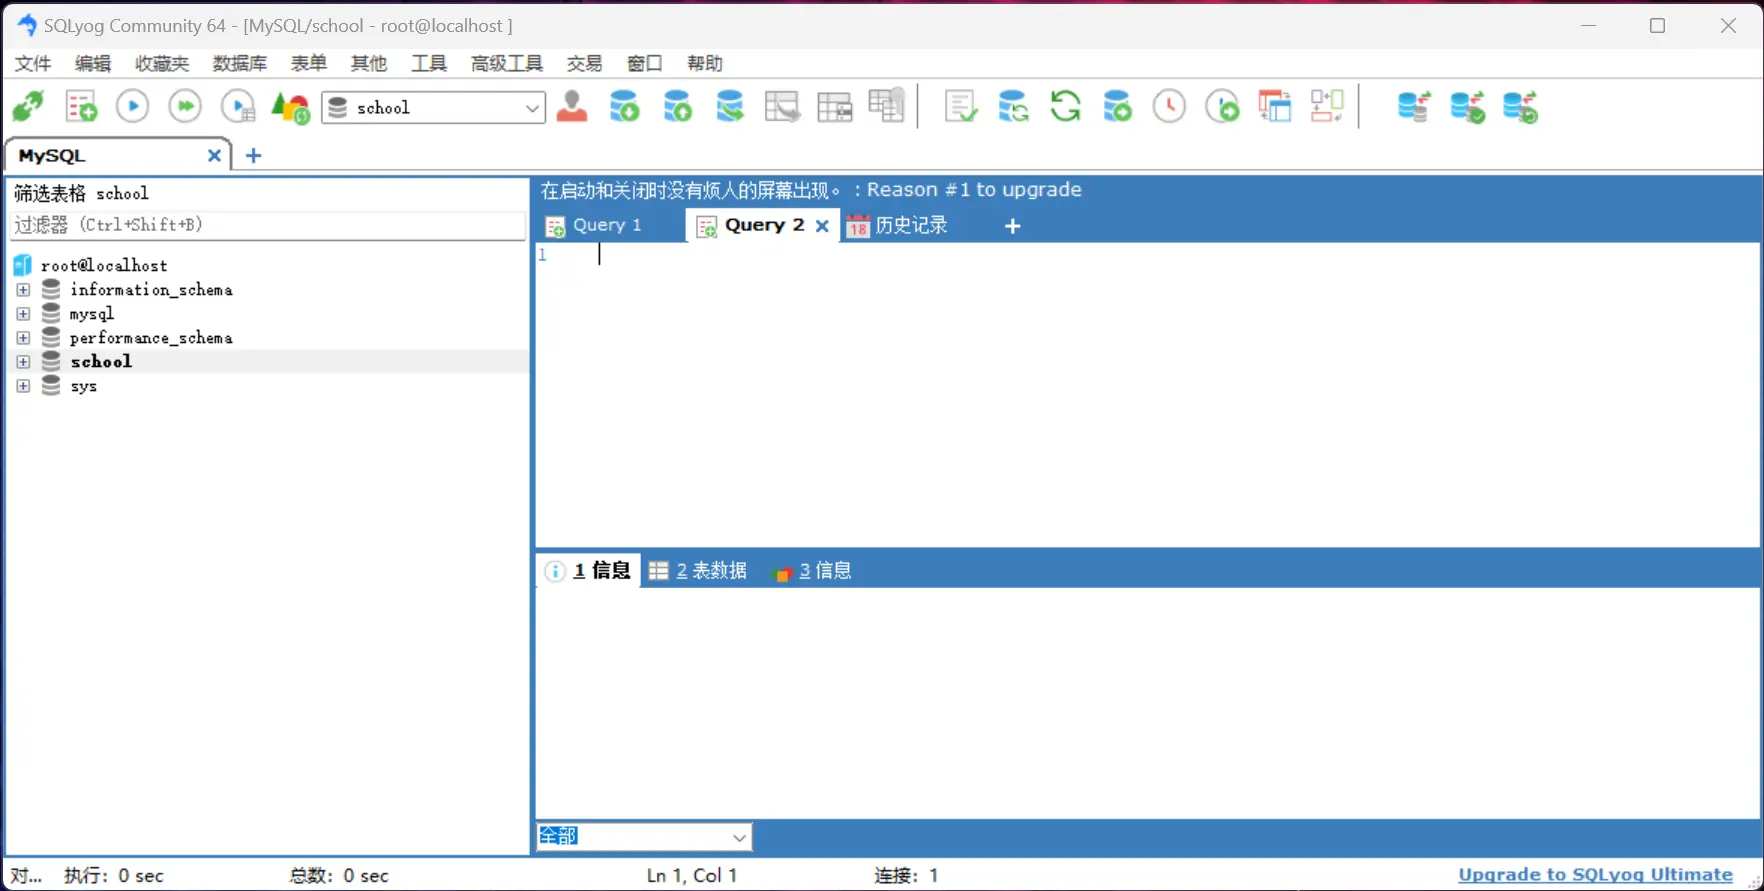 SQLyog Community 64 - [MySQL/school - root@localhost ]
文件 编辑 收藏夹 数据库 表单 其他 工具 高级工具 交易 窗口 帮助
school
MySQL
筛选表格 school
过滤器 (Ctrl+Shift+B)
root@localhost
information_schema
mysql
performance_schema
school
sys
在启动和关闭时没有烦人的屏幕出现。 : Reason #1 to upgrade
Query 1 Query 2 18 历史记录
1
1 信息 2 表数据 3 信息
全部
对... 执行: 0 sec 总数: 0 sec Ln 1, Col 1 连接: 1 Upgrade to SQLyog Ultimate